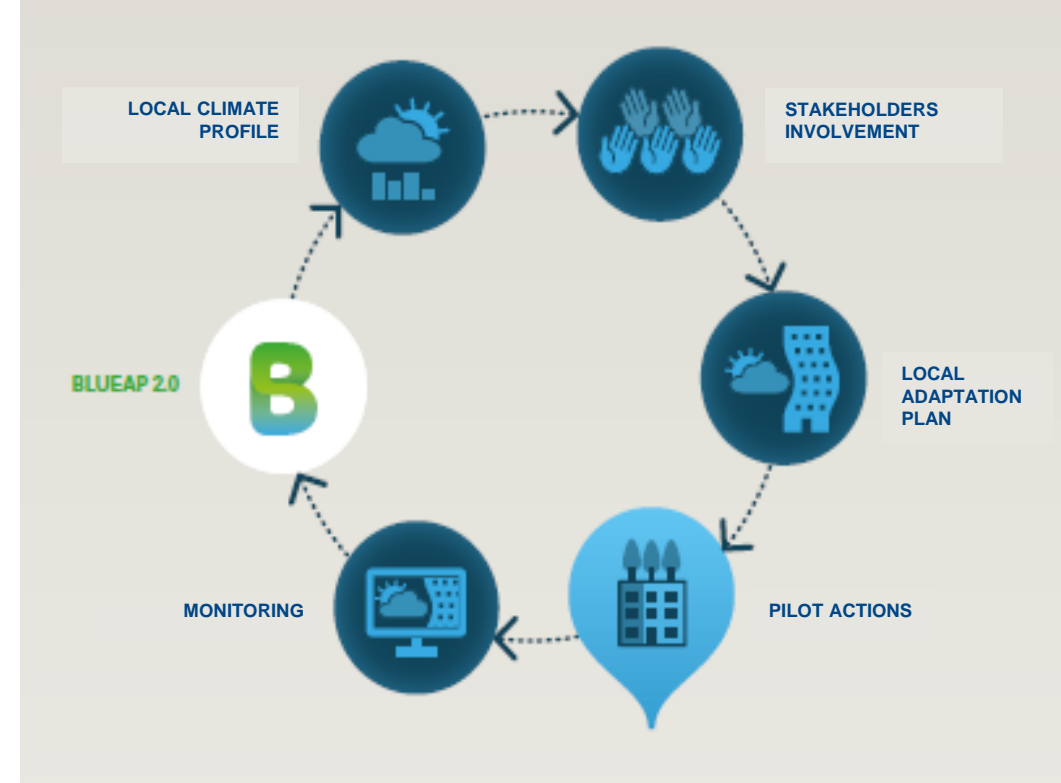 LOCAL CLIMATE
PROFILE
STAKEHOLDERS
INVOLVEMENT
BLUEAP 2.0
B
LOCAL
ADAPTATION
PLAN
MONITORING
PILOT ACTIONS